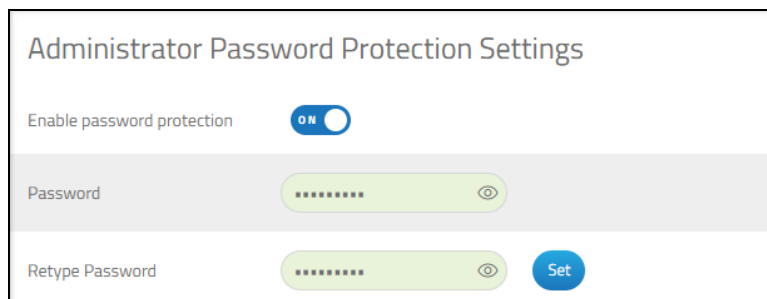 Administrator Password Protection Settings
Enable password protection ON
Password ▪▪▪▪▪▪▪▪▪
Retype Password ▪▪▪▪▪▪▪▪▪ Set